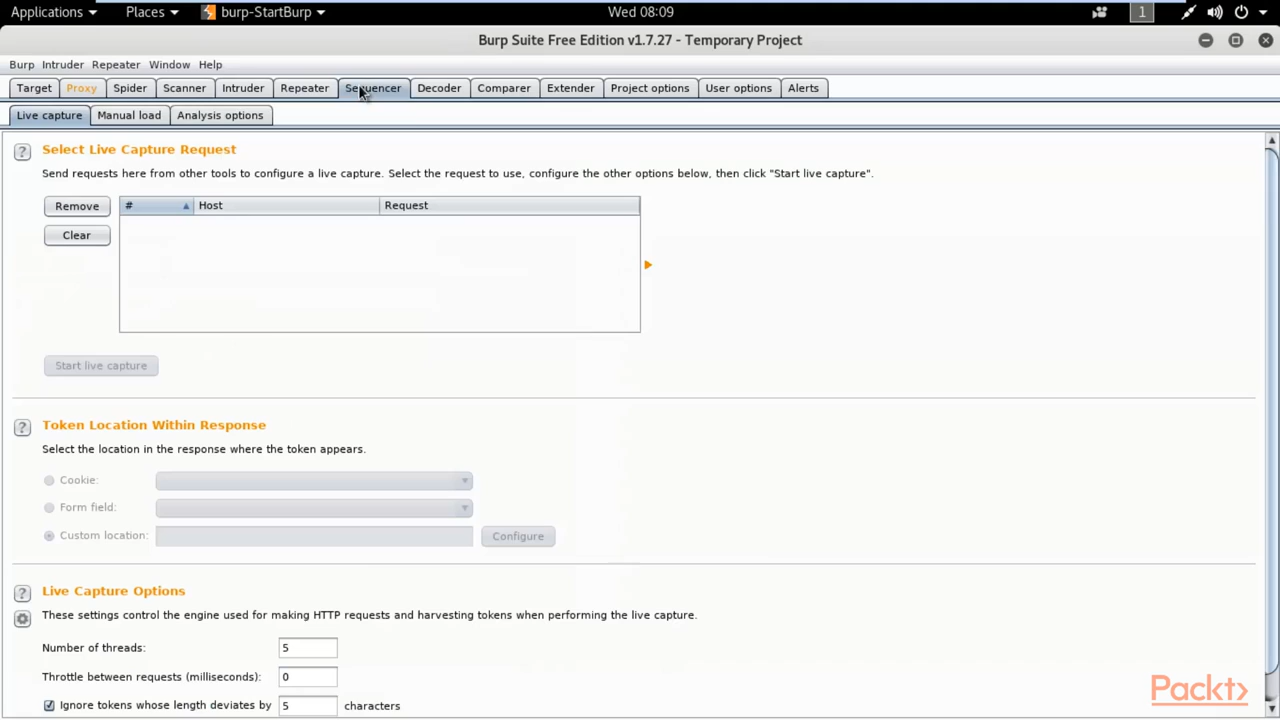 Applications Places burp-StartBurp Wed 08:09 1
Burp Suite Free Edition v1.7.27 - Temporary Project
Burp Intruder Repeater Window Help
Target Proxy Spider Scanner Intruder Repeater Sequencer Decoder Comparer Extender Project options User options Alerts
Live capture Manual load Analysis options
? Select Live Capture Request
Send requests here from other tools to configure a live capture. Select the request to use, configure the other options below, then click "Start live capture".
Remove # Host Request
Clear
Start live capture
? Token Location Within Response
Select the location in the response where the token appears.
Cookie:
Form field:
Custom location: Configure
? Live Capture Options
These settings control the engine used for making HTTP requests and harvesting tokens when performing the live capture.
Number of threads: 5
Throttle between requests (milliseconds): 0
Ignore tokens whose length deviates by 5 characters
Packt>